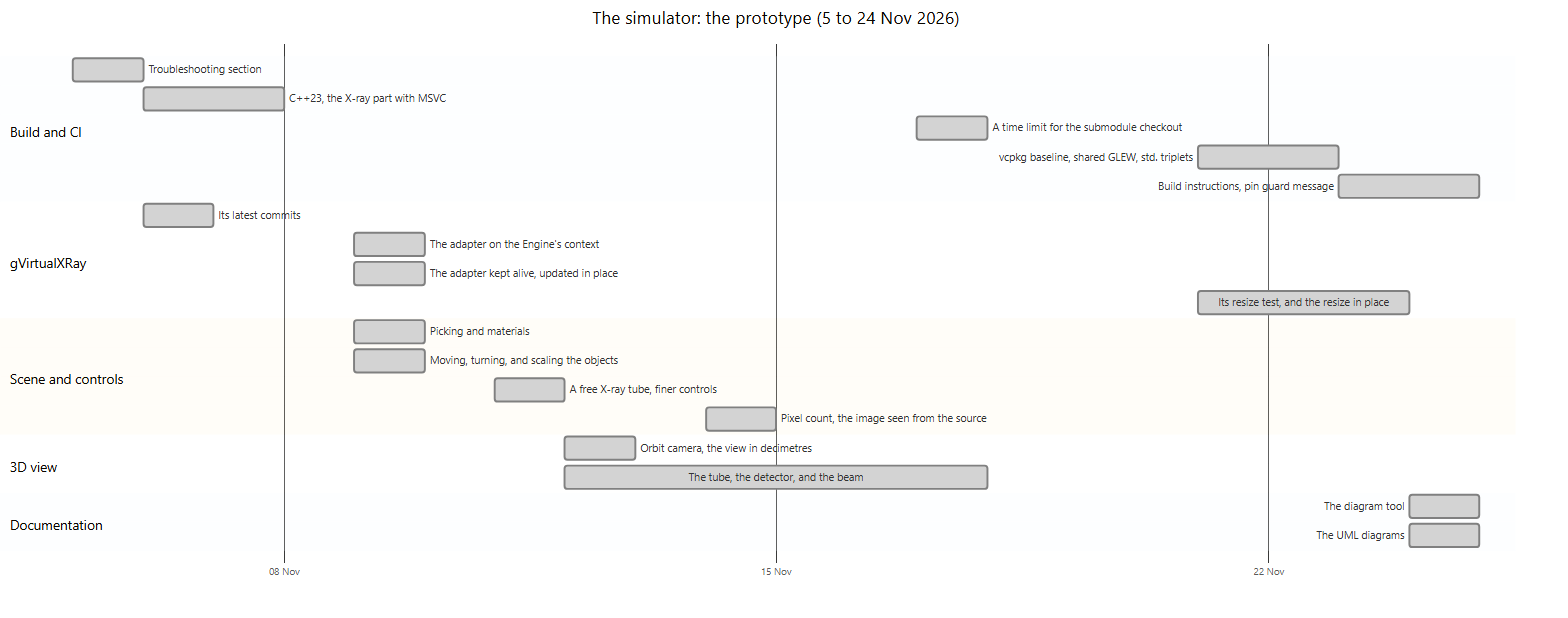 The simulator: the prototype (5 to 24 Nov 2026)
Build and CI
Troubleshooting section
C++23, the X-ray part with MSVC
A time limit for the submodule checkout
vcpkg baseline, shared GLEW, std. triplets
Build instructions, pin guard message
gVirtualXRay
Its latest commits
The adapter on the Engine's context
The adapter kept alive, updated in place
Its resize test, and the resize in place
Scene and controls
Picking and materials
Moving, turning, and scaling the objects
A free X-ray tube, finer controls
Pixel count, the image seen from the source
3D view
Orbit camera, the view in decimetres
The tube, the detector, and the beam
Documentation
The diagram tool
The UML diagrams
08 Nov
15 Nov
22 Nov